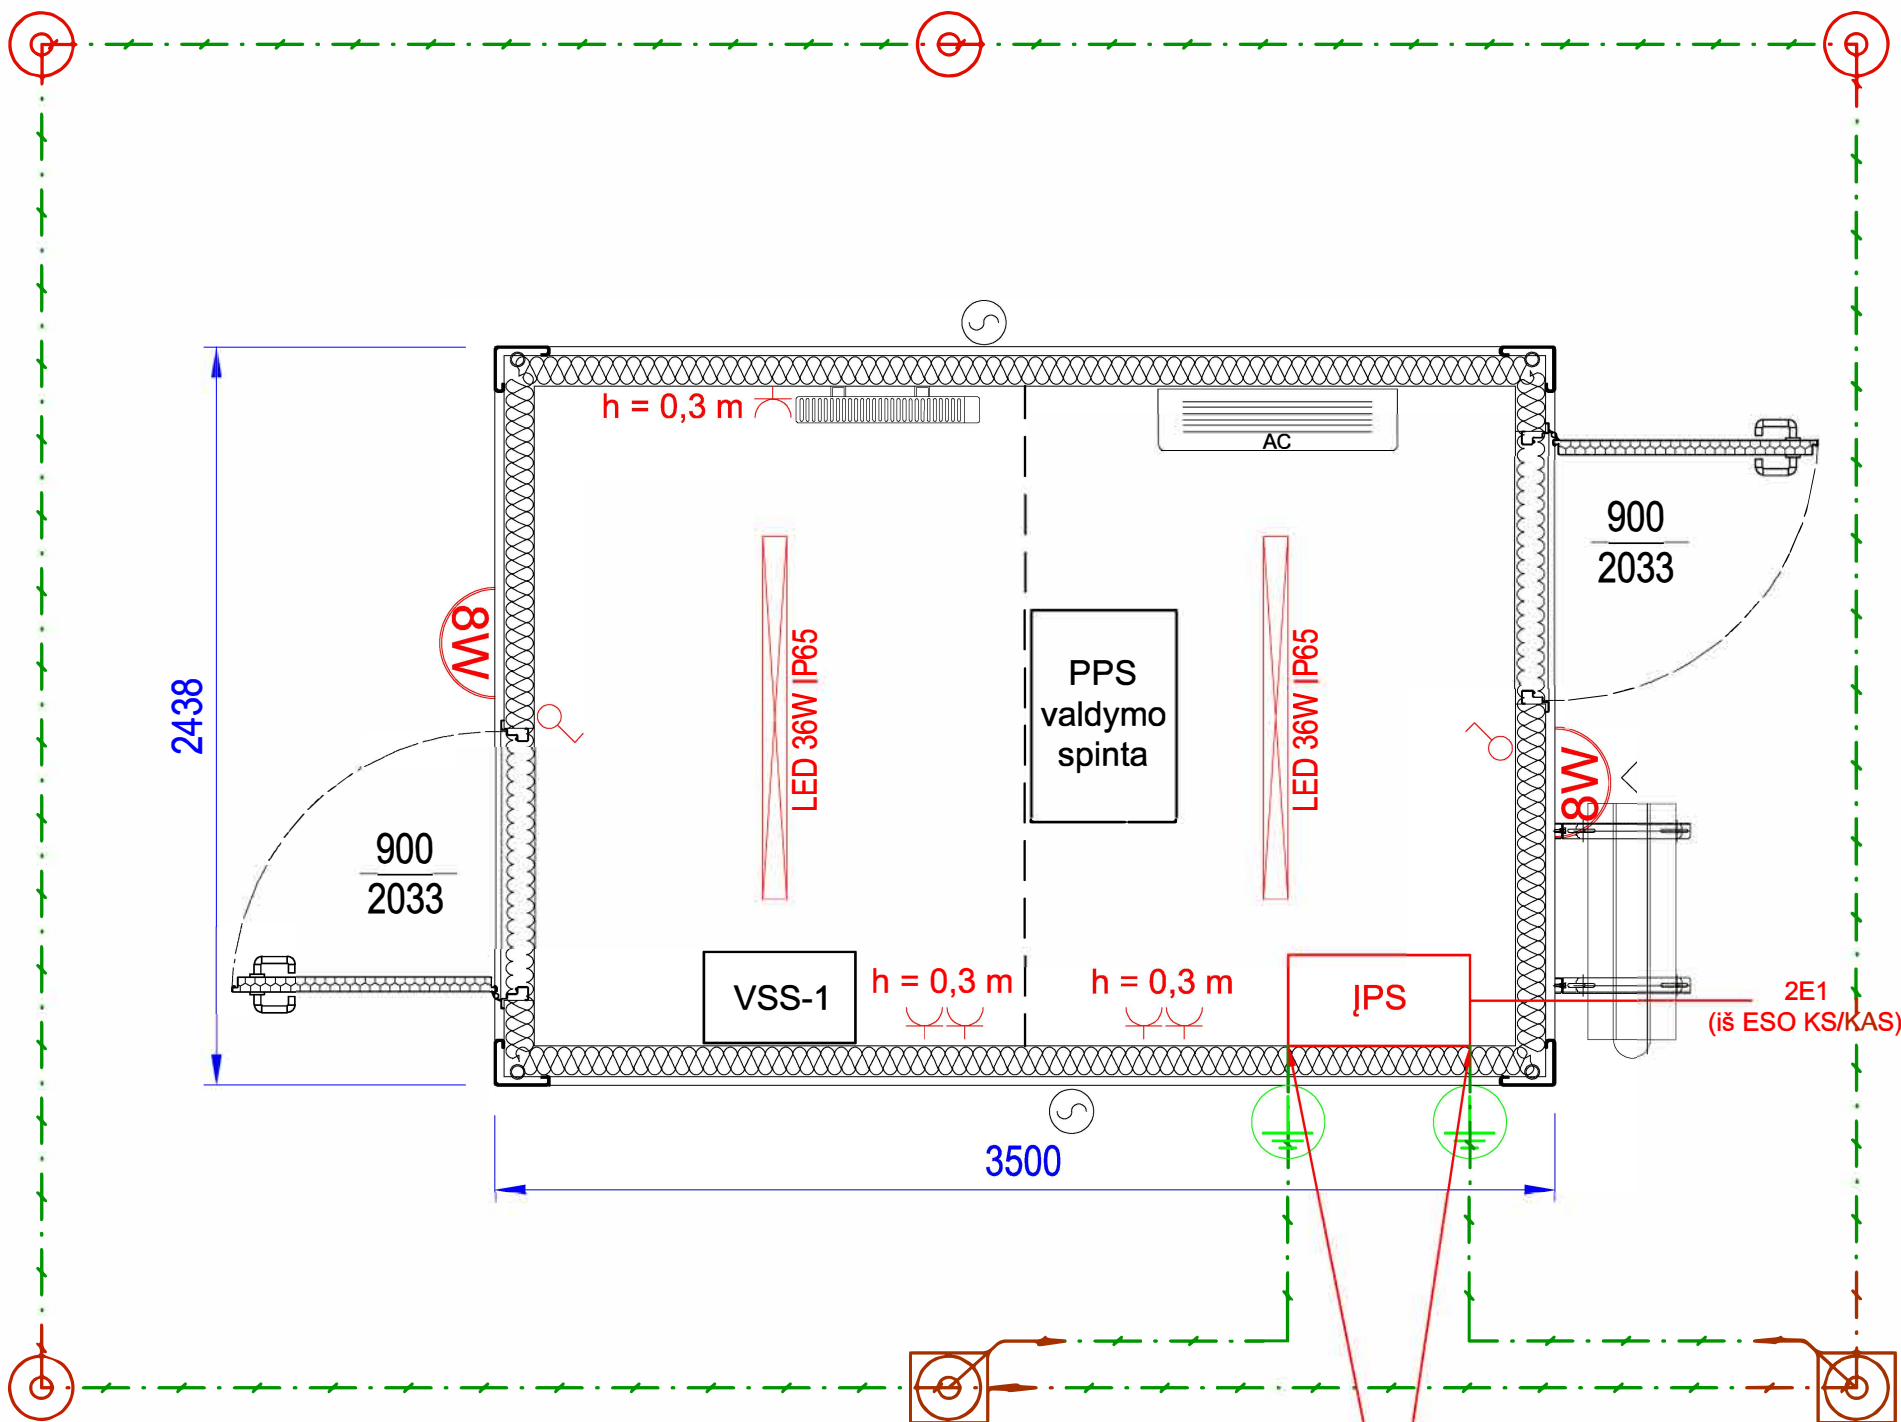 h = 0,3 m
AC
900
2033
8W
LED 36W IP65
PPS
valdymo
spinta
LED 36W IP65
2438
8W
900
2033
VSS-1
h = 0,3 m
h = 0,3 m
ĮPS
2E1
(iš ESO KS/KAS)
3500